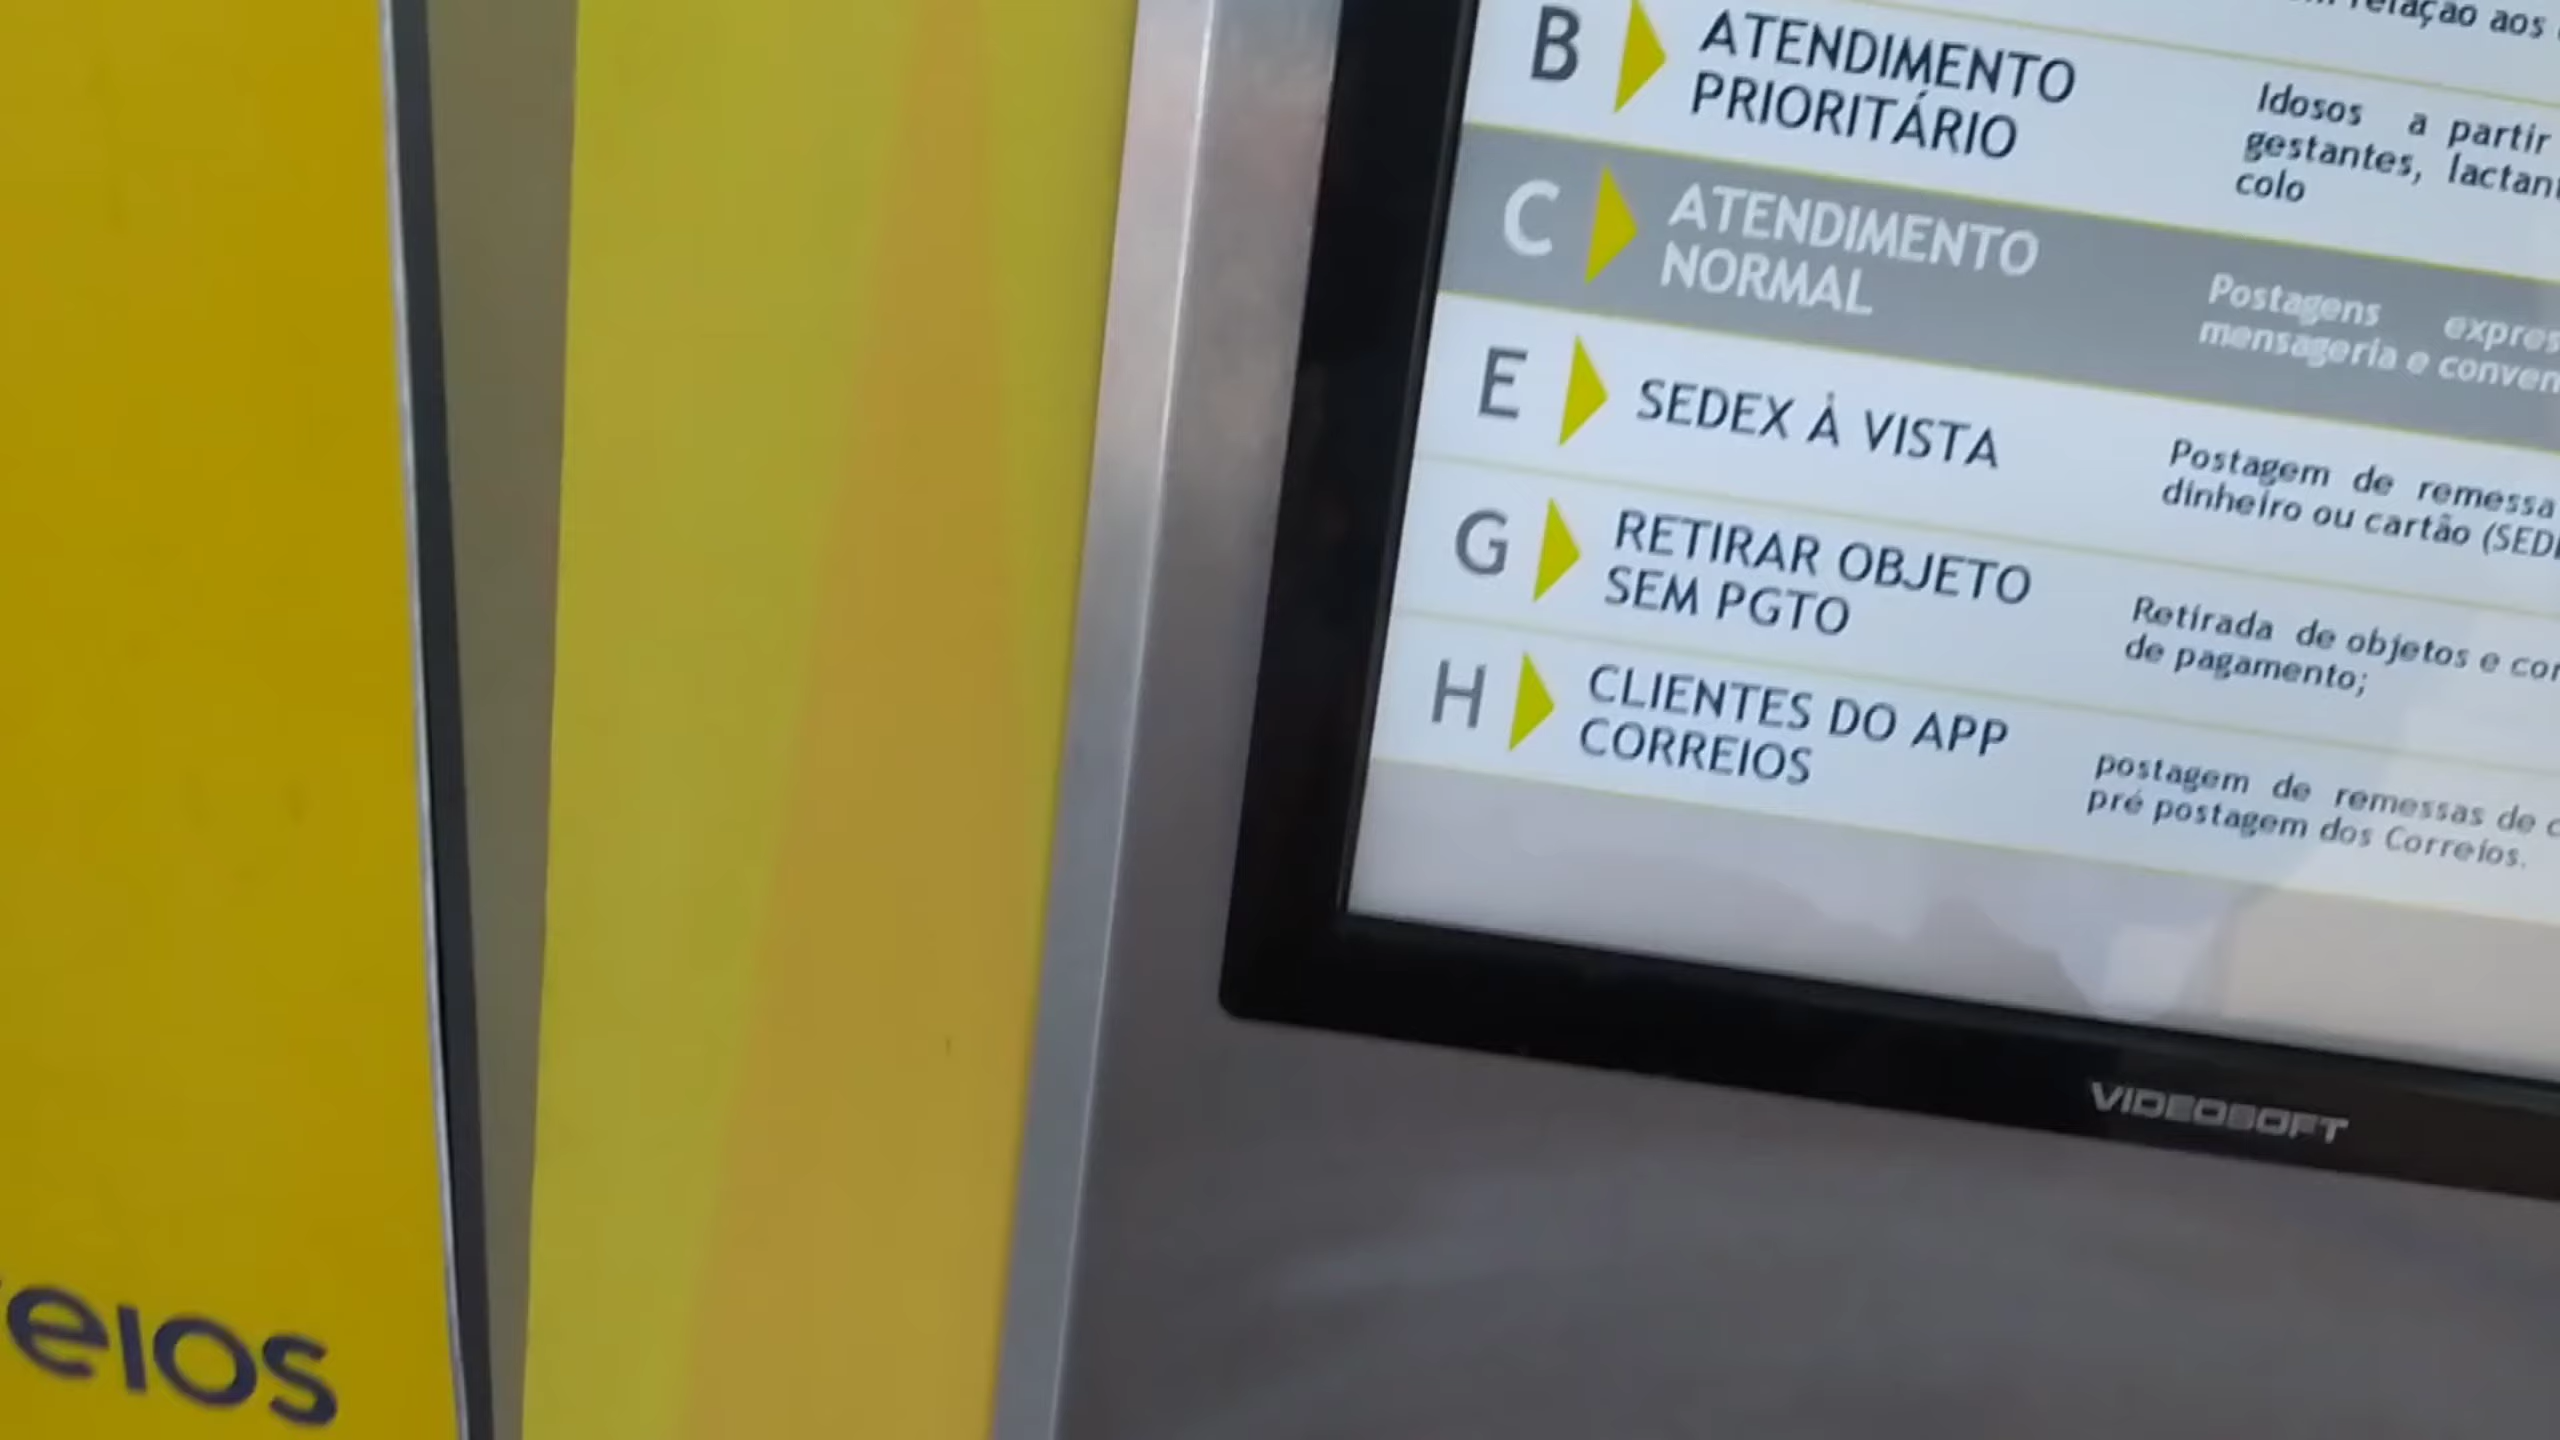 relação aos
B
ATENDIMENTO
PRIORITÁRIO
Idosos a partir
gestantes,
colo
C
ATENDIMENTO
NORMAL
Postagens
mensageria e
E
SEDEX À VISTA
Postagem de remessa
dinheiro ou cartão
G
RETIRAR OBJETO
SEM PGTO
Retirada de objetos e
de pagamento;
H
CLIENTES DO APP
CORREIOS
postagem de remessas de
pré postagem dos Correios.
VIDEOSOFT
eios